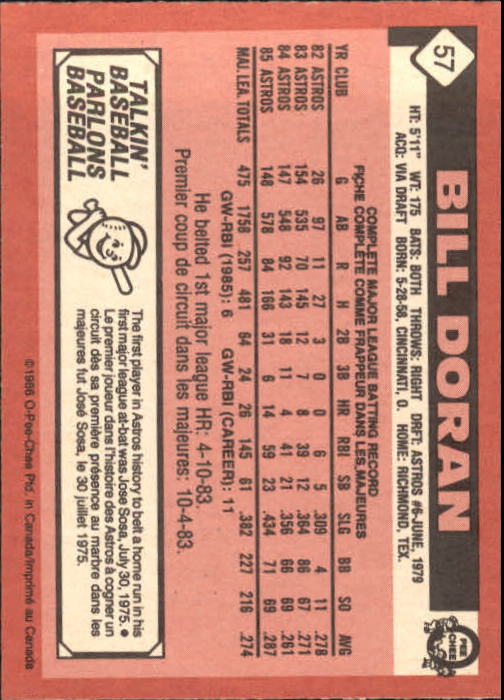 57
BILL DORAN
O PEE CHEE
HT: 5'11" WT: 175 BATS: BOTH THROWS: RIGHT DRFT: ASTROS #6-JUNE, 1979
ACQ: VIA DRAFT BORN: 5-28-58, CINCINNATI, O. HOME: RICHMOND, TEX.
COMPLETE MAJOR LEAGUE BATTING RECORD
FICHE COMPLÈTE COMME FRAPPEUR DANS LES MAJEURES
YR CLUB G AB R H 2B 3B HR RBI SB SLG BB SO AVG
82 ASTROS 26 97 11 27 3 0 0 6 5 .309 4 11 .278
83 ASTROS 154 535 70 145 12 7 8 39 12 .364 86 67 .271
84 ASTROS 147 548 92 143 18 11 4 41 21 .356 66 69 .261
85 ASTROS 148 578 84 166 31 6 14 59 23 .434 71 69 .287
MAJ. LEA. TOTALS 475 1758 257 481 64 24 26 145 61 .382 227 216 .274
GW-RBI (1985): 6 GW-RBI (CAREER): 11
He belted 1st major league HR: 4-10-83.
Premier coup de circuit dans les majeures: 10-4-83.
TALKIN'
BASEBALL
PARLONS
BASEBALL
The first player in Astros history to belt a home run in his
first major league at-bat was Jose Sosa, July 30, 1975. ●
Le premier joueur dans l'histoire des Astros à cogner un
circuit dès sa première présence au marbre dans les
majeures fut José Sosa, le 30 juillet 1975.
©1986 O-Pee-Chee Ptd. in Canada/Imprimé au Canada